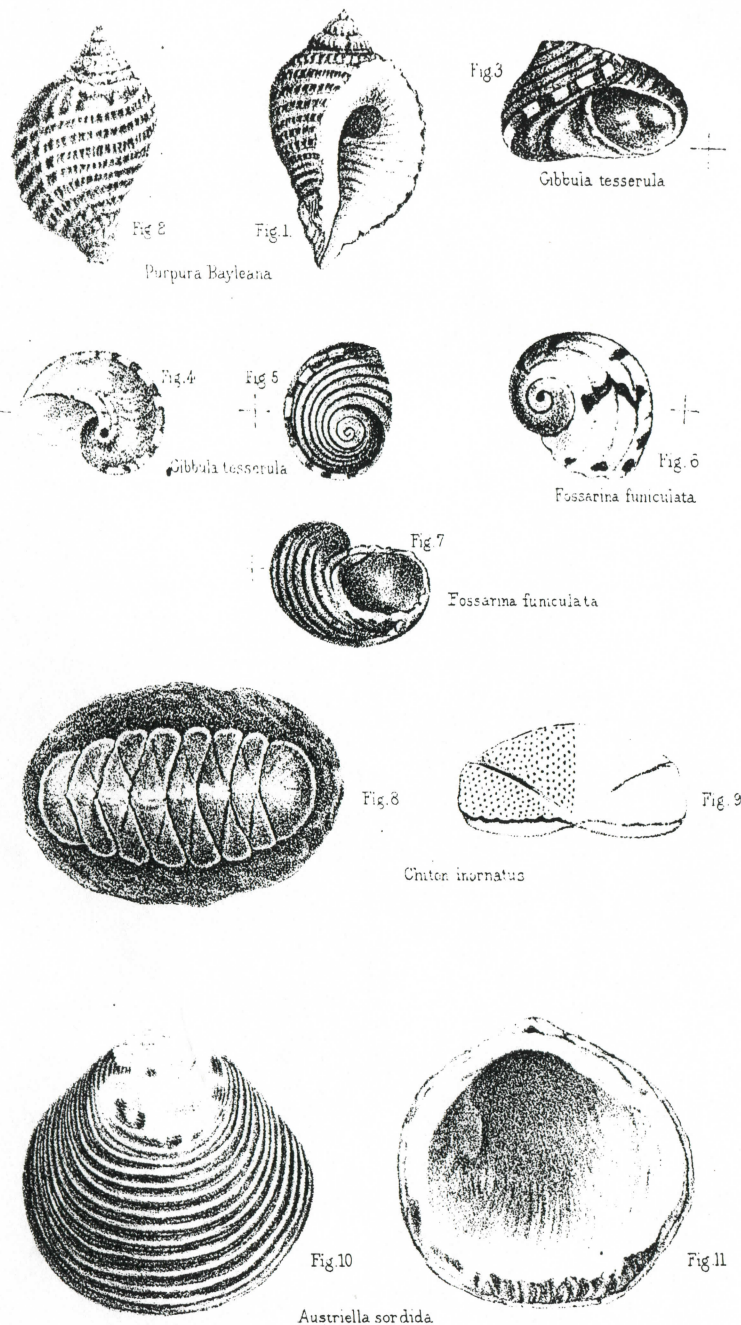 Fig.3
Gibbula tesserula
Fig 2
Fig.1.
Purpura Bayleana
Fig.4
Fig 5
Gibbula tesserula
Fig. 6
Fossarina funiculata
Fig.7
Fossarina funiculata
Fig.8
Fig. 9
Chiton inornatus
Fig.10
Fig.11
Austriella sordida